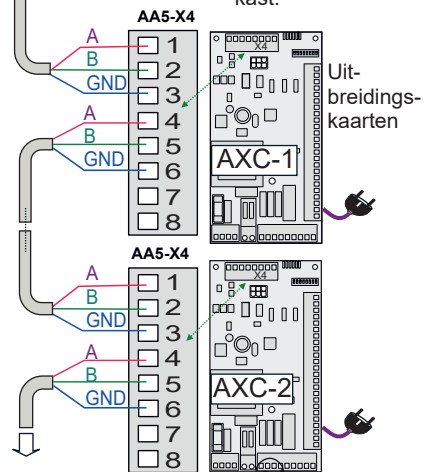 kast.
AA5-X4
A
B
GND
A
B
GND
1
2
3
4
5
6
7
8
X4
AXC-1
Uit-
breidings-
kaarten
AA5-X4
A
B
GND
A
B
GND
1
2
3
4
5
6
7
8
X4
AXC-2